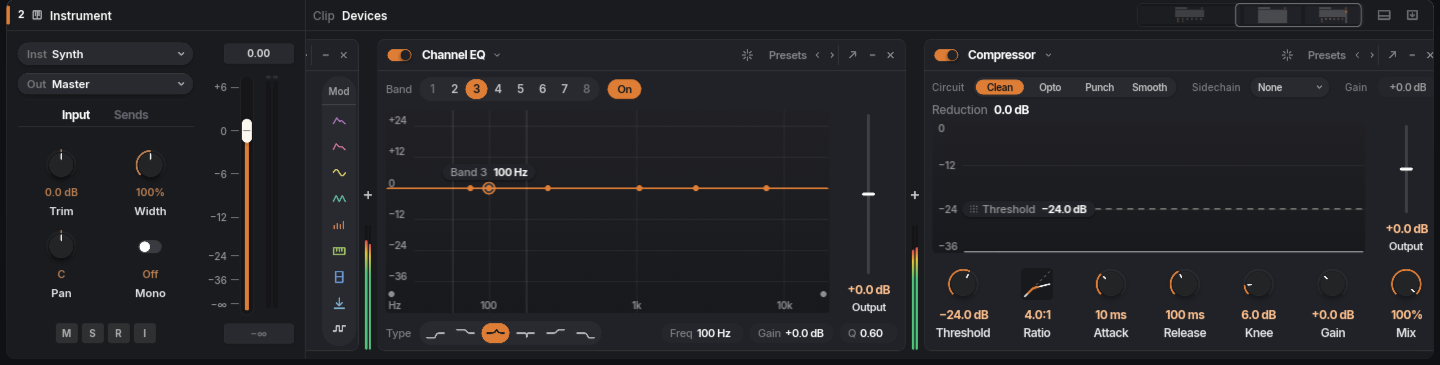 2 Instrument
Clip Devices
Inst Synth
0.00
Out Master
Input Sends
+6
0
−6
−12
−24
−36
−∞
0.0 dB
Trim
100%
Width
C
Pan
Off
Mono
M S R I
−∞
Mod
Channel EQ
Presets
Band 1 2 3 4 5 6 7 8 On
+24
+12
0
−12
−24
−36
Band 3 100 Hz
Hz 100 1k 10k
+0.0 dB
Output
Type
Freq 100 Hz Gain +0.0 dB Q 0.60
Compressor
Presets
Circuit Clean Opto Punch Smooth Sidechain None Gain +0.0 dB
Reduction 0.0 dB
0
−12
−24
−36
Threshold −24.0 dB
+0.0 dB
Output
−24.0 dB 4.0:1 10 ms 100 ms 6.0 dB +0.0 dB 100%
Threshold Ratio Attack Release Knee Gain Mix